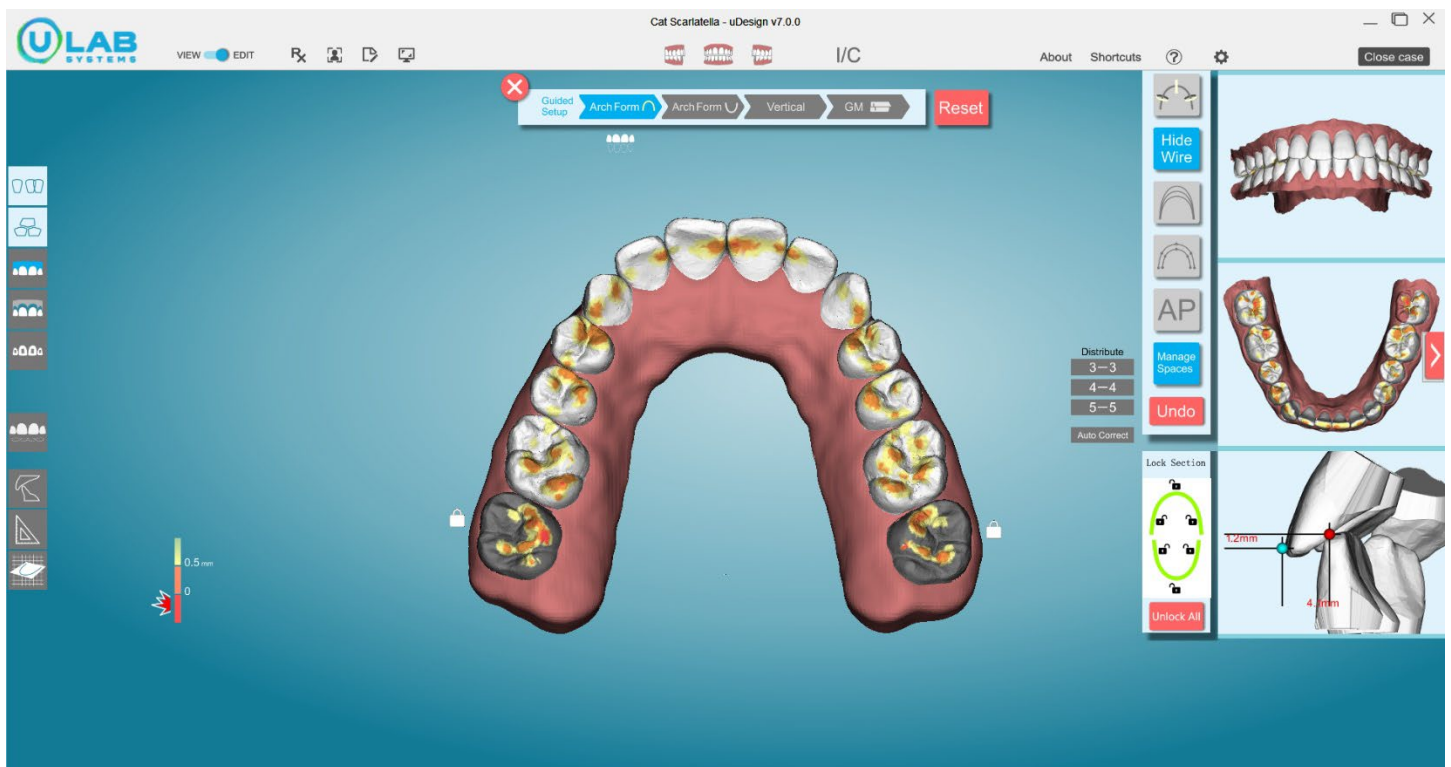 Cat Scarlatella - uDesign v7.0.0
U LAB
SYSTEMS
VIEW EDIT
Rx
I/C
About Shortcuts ?
Close case
Guided
Setup
Arch Form
Arch Form
Vertical
GM
Reset
Hide
Wire
AP
Distribute
3—3
4—4
5—5
Auto Correct
Manage
Spaces
Undo
Lock Section
Unlock All
0.5 mm
0
1.2mm